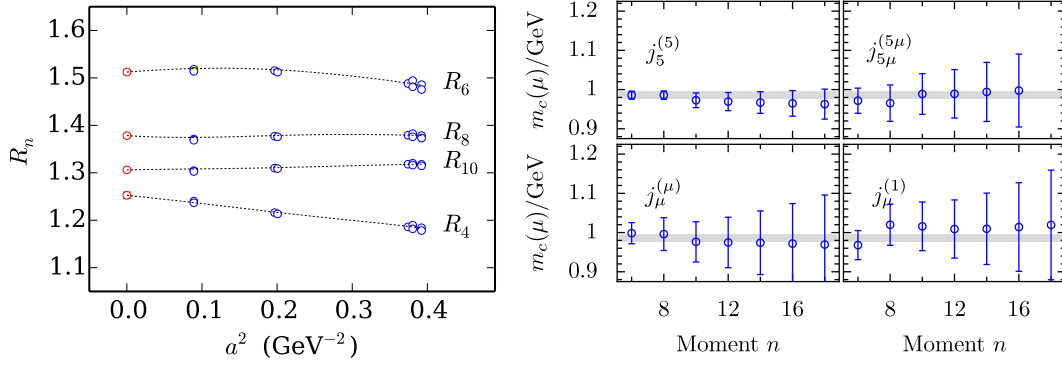 1.6
1.5
1.4
1.3
1.2
1.1
R_n
R_6
R_8
R_10
R_4
0.0 0.1 0.2 0.3 0.4
a^2 (GeV^−2)
1.2
1.1
1
0.9
m_c(μ)/GeV
j_5^(5)
j_5μ^(5μ)
1.2
1.1
1
0.9
m_c(μ)/GeV
j_μ^(μ)
j_μ^(1)
8 12 16 8 12 16
Moment n Moment n